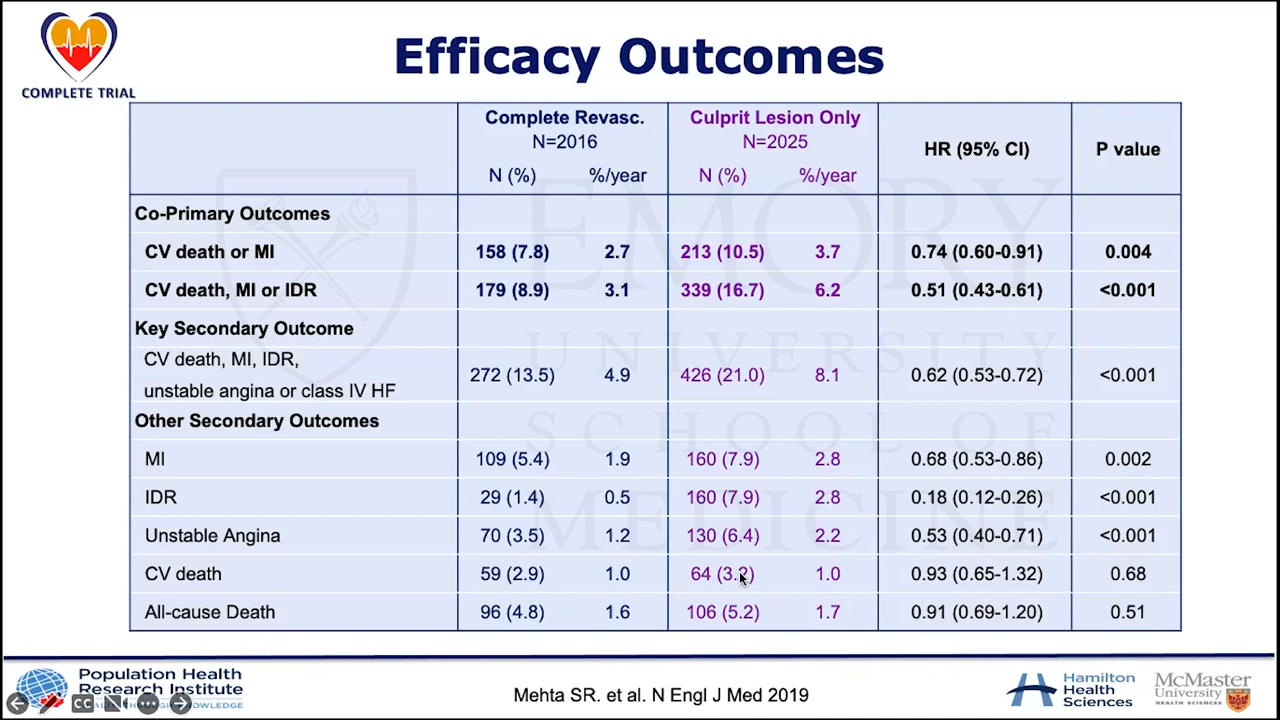 COMPLETE TRIAL
Efficacy Outcomes
Complete Revasc. Culprit Lesion Only
N=2016 N=2025 HR (95% CI) P value
N (%) %/year N (%) %/year
Co-Primary Outcomes
CV death or MI 158 (7.8) 2.7 213 (10.5) 3.7 0.74 (0.60-0.91) 0.004
CV death, MI or IDR 179 (8.9) 3.1 339 (16.7) 6.2 0.51 (0.43-0.61) <0.001
Key Secondary Outcome
CV death, MI, IDR,
unstable angina or class IV HF 272 (13.5) 4.9 426 (21.0) 8.1 0.62 (0.53-0.72) <0.001
Other Secondary Outcomes
MI 109 (5.4) 1.9 160 (7.9) 2.8 0.68 (0.53-0.86) 0.002
IDR 29 (1.4) 0.5 160 (7.9) 2.8 0.18 (0.12-0.26) <0.001
Unstable Angina 70 (3.5) 1.2 130 (6.4) 2.2 0.53 (0.40-0.71) <0.001
CV death 59 (2.9) 1.0 64 1.0 0.93 (0.65-1.32) 0.68
All-cause Death 96 (4.8) 1.6 106 (5.2) 1.7 0.91 (0.69-1.20) 0.51
EMORY
UNIVERSITY
SCHOOL OF
MEDICINE
Population Health
Research Institute
KNOWLEDGE
CC
Mehta SR. et al. N Engl J Med 2019
Hamilton
Health
Sciences
McMaster
University
HEALTH SCIENCES